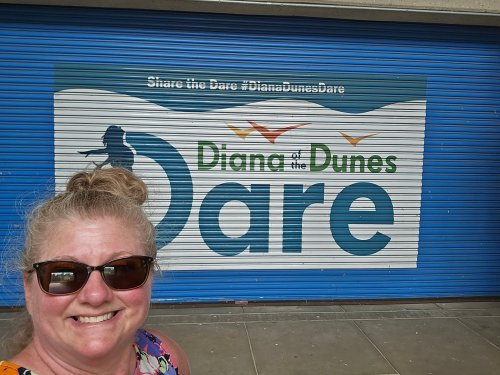 Share the Dare #DianaDunesDare
Diana of the Dunes
Dare